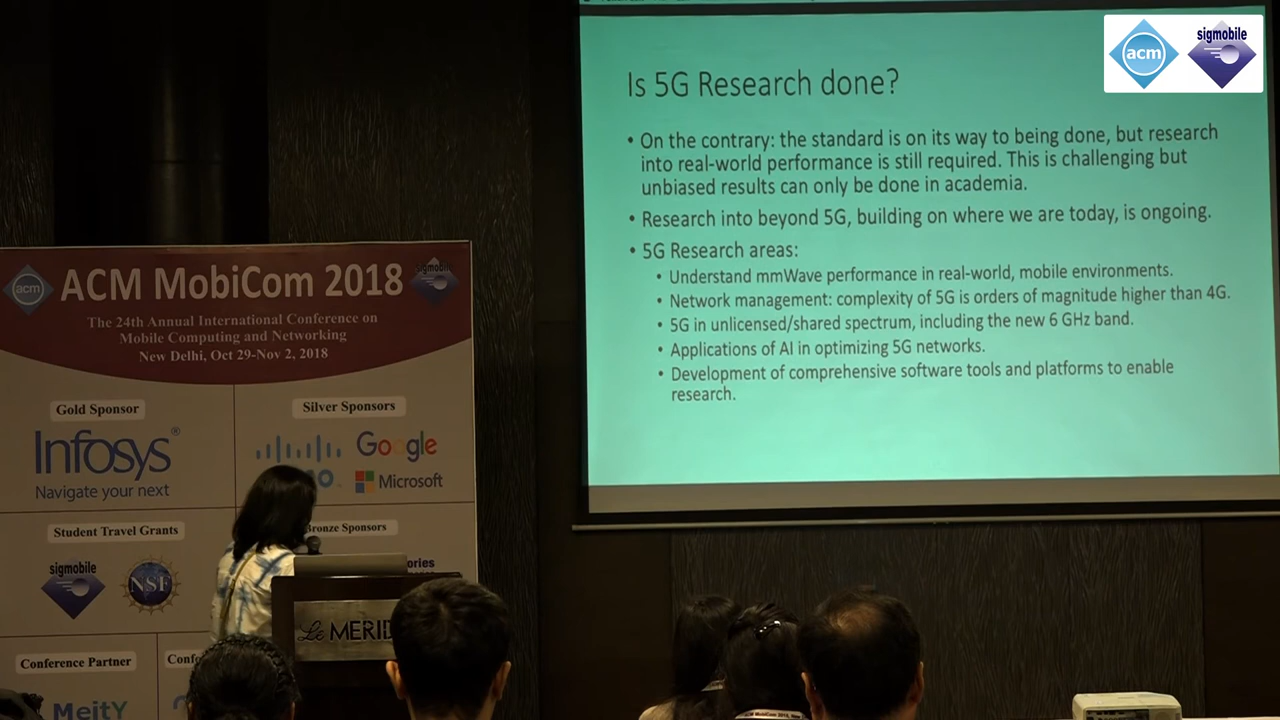 acm
sigmobile
Is 5G Research done?
• On the contrary: the standard is on its way to being done, but research
into real-world performance is still required. This is challenging but
unbiased results can only be done in academia.
• Research into beyond 5G, building on where we are today, is ongoing.
• 5G Research areas:
• Understand mmWave performance in real-world, mobile environments.
• Network management: complexity of 5G is orders of magnitude higher than 4G.
• 5G in unlicensed/shared spectrum, including the new 6 GHz band.
• Applications of AI in optimizing 5G networks.
• Development of comprehensive software tools and platforms to enable
research.
acm
ACM MobiCom 2018
sigmobile
The 24th Annual International Conference on
Mobile Computing and Networking
New Delhi, Oct 29-Nov 2, 2018
Gold Sponsor
Infosys®
Navigate your next
Silver Sponsors
Google
Microsoft
Student Travel Grants
sigmobile
NSF
Bronze Sponsors
ories
Le MERID
Conference Partner
Conf
MeitY
ACM MobiCom 2018, New